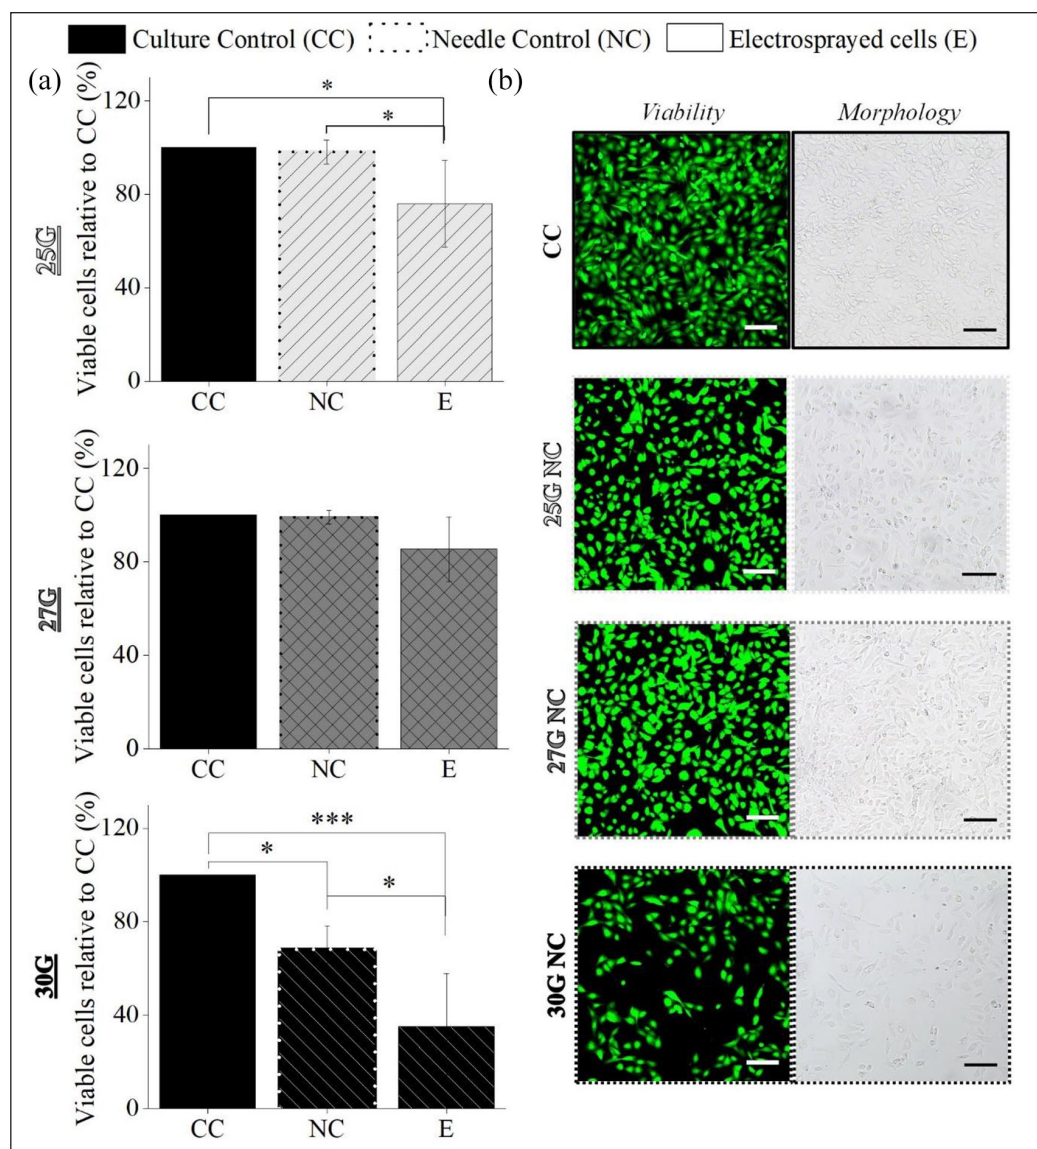 Culture Control (CC) Needle Control (NC) Electrosprayed cells (E)
(a)
25G
Viable cells relative to CC (%)
120
80
40
0
*
*
CC NC E
27G
Viable cells relative to CC (%)
120
80
40
0
CC NC E
30G
Viable cells relative to CC (%)
120
80
40
0
***
*
*
CC NC E
(b)
Viability Morphology
CC
25G NC
27G NC
30G NC